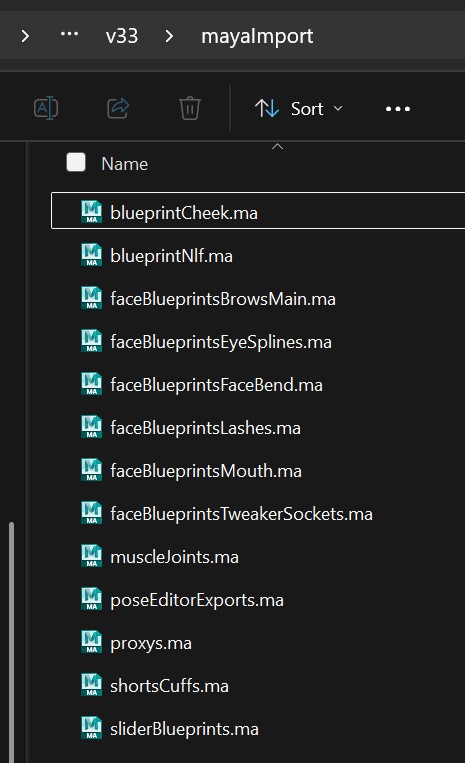 > ... v33 > mayaImport
Sort
Name
blueprintCheek.ma
blueprintNlf.ma
faceBlueprintsBrowsMain.ma
faceBlueprintsEyeSplines.ma
faceBlueprintsFaceBend.ma
faceBlueprintsLashes.ma
faceBlueprintsMouth.ma
faceBlueprintsTweakerSockets.ma
muscleJoints.ma
poseEditorExports.ma
proxys.ma
shortsCuffs.ma
sliderBlueprints.ma